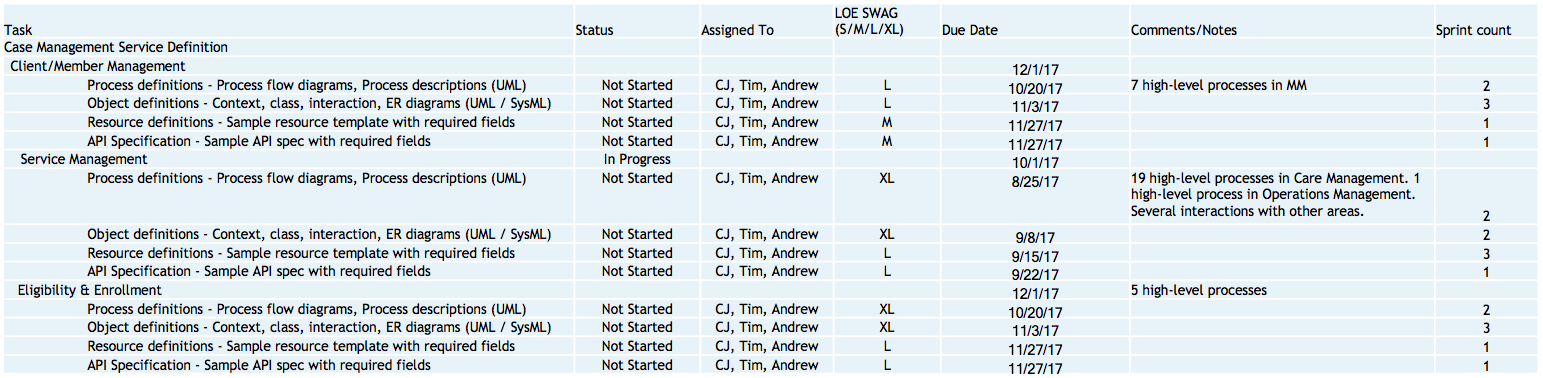 Task Status Assigned To LOE SWAG (S/M/L/XL) Due Date Comments/Notes Sprint count
Case Management Service Definition
Client/Member Management 12/1/17
Process definitions - Process flow diagrams, Process descriptions (UML) Not Started CJ, Tim, Andrew L 10/20/17 7 high-level processes in MM 2
Object definitions - Context, class, interaction, ER diagrams (UML / SysML) Not Started CJ, Tim, Andrew L 11/3/17 3
Resource definitions - Sample resource template with required fields Not Started CJ, Tim, Andrew M 11/27/17 1
API Specification - Sample API spec with required fields Not Started CJ, Tim, Andrew M 11/27/17 1
Service Management In Progress 10/1/17
Process definitions - Process flow diagrams, Process descriptions (UML) Not Started CJ, Tim, Andrew XL 8/25/17 19 high-level processes in Care Management. 1
high-level process in Operations Management.
Several interactions with other areas. 2
Object definitions - Context, class, interaction, ER diagrams (UML / SysML) Not Started CJ, Tim, Andrew XL 9/8/17 2
Resource definitions - Sample resource template with required fields Not Started CJ, Tim, Andrew L 9/15/17 3
API Specification - Sample API spec with required fields Not Started CJ, Tim, Andrew L 9/22/17 1
Eligibility & Enrollment 12/1/17 5 high-level processes
Process definitions - Process flow diagrams, Process descriptions (UML) Not Started CJ, Tim, Andrew XL 10/20/17 2
Object definitions - Context, class, interaction, ER diagrams (UML / SysML) Not Started CJ, Tim, Andrew XL 11/3/17 3
Resource definitions - Sample resource template with required fields Not Started CJ, Tim, Andrew L 11/27/17 1
API Specification - Sample API spec with required fields Not Started CJ, Tim, Andrew L 11/27/17 1